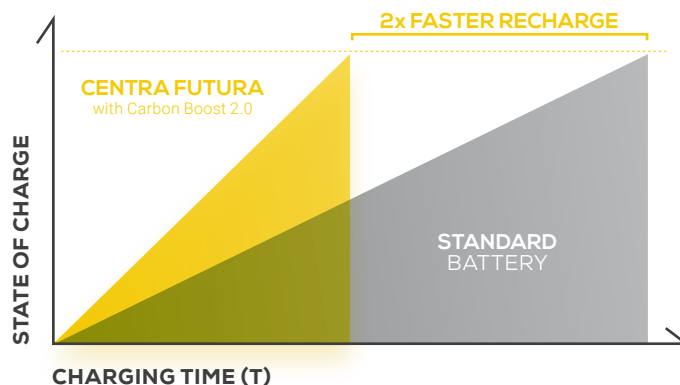 2x FASTER RECHARGE
CENTRA FUTURA
with Carbon Boost 2.0
STATE OF CHARGE
STANDARD
BATTERY
CHARGING TIME (T)